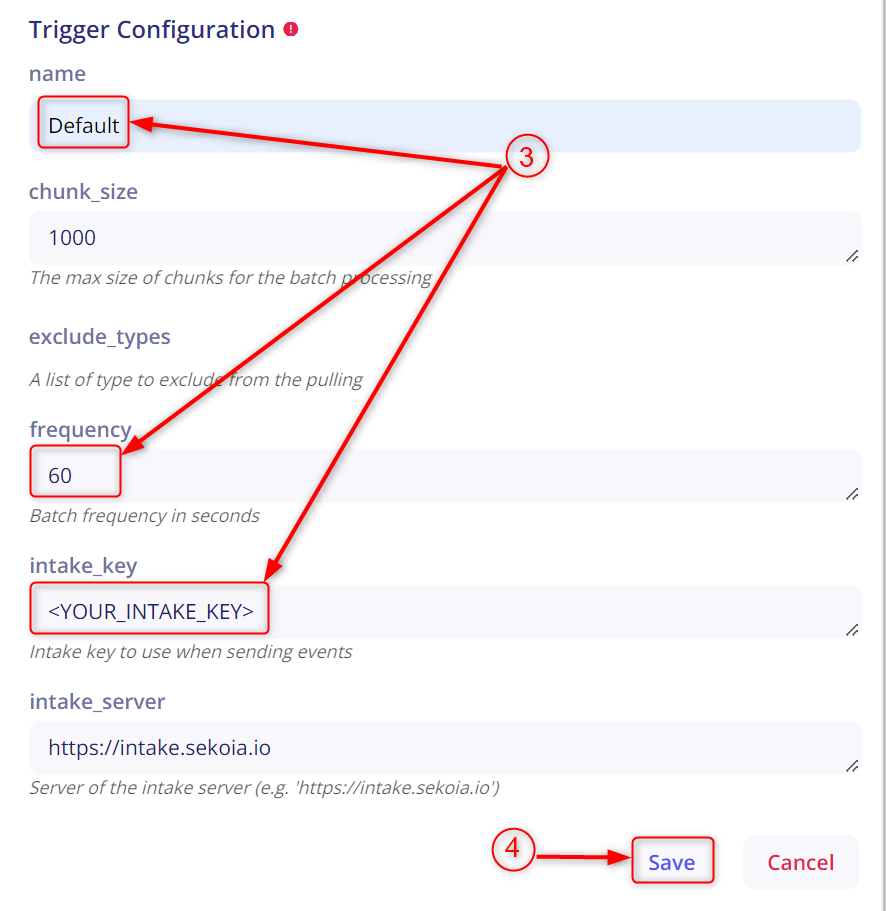 Trigger Configuration
name
Default
3
chunk_size
1000
The max size of chunks for the batch processing
exclude_types
A list of type to exclude from the pulling
frequency
60
Batch frequency in seconds
intake_key
<YOUR_INTAKE_KEY>
Intake key to use when sending events
intake_server
https://intake.sekoia.io
Server of the intake server (e.g. 'https://intake.sekoia.io')
4 Save Cancel